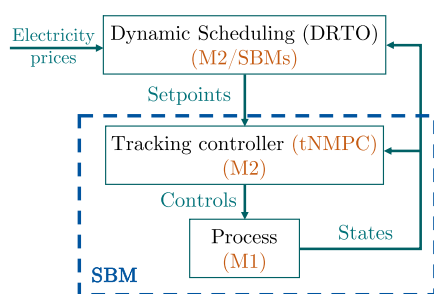 Electricity
prices
Dynamic Scheduling (DRTO)
(M2/SBMs)
Setpoints
Tracking controller (tNMPC)
(M2)
Controls
Process
(M1)
States
SBM